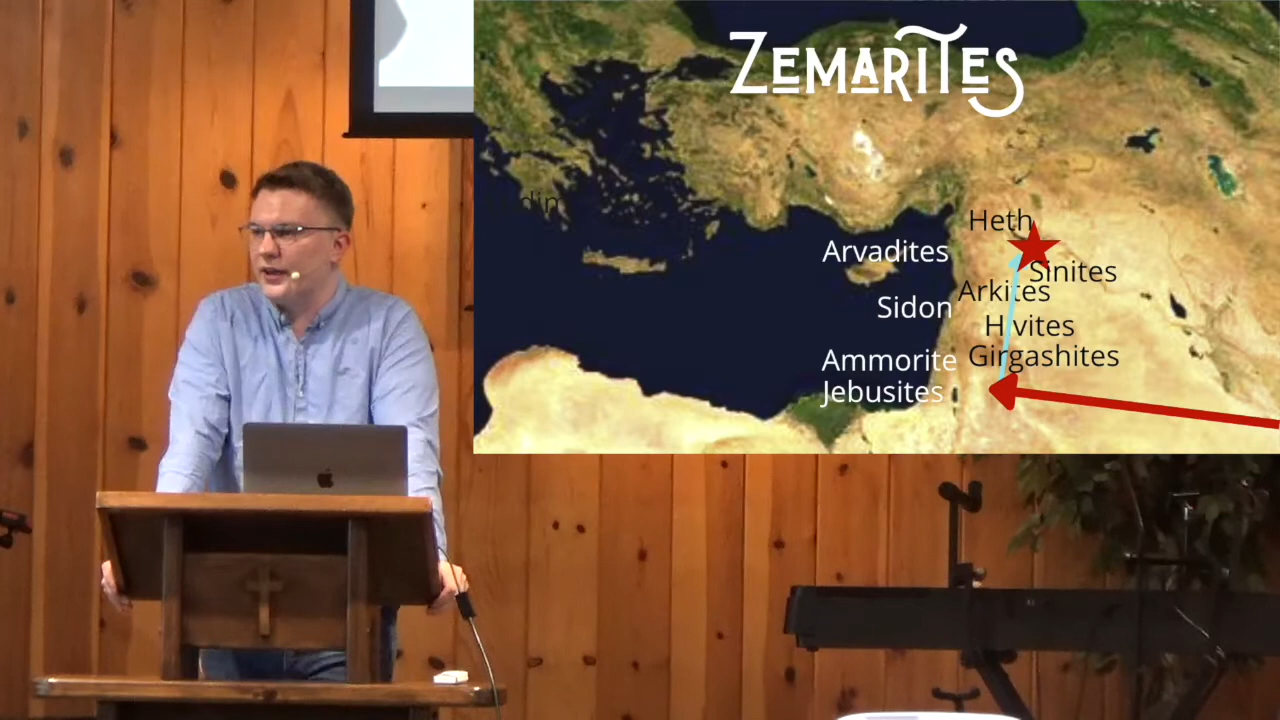 ZEMARITES
Heth
Arvadites
Sinites
Arkites
Sidon
Hivites
Ammorite
Girgashites
Jebusites